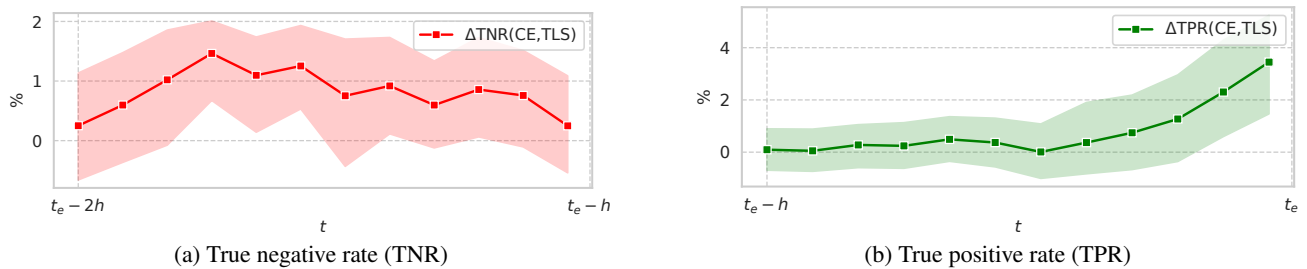 2
1
0
%
ΔTNR(CE,TLS)
t_e − 2h
t_e − h
t
(a) True negative rate (TNR)
4
2
0
%
ΔTPR(CE,TLS)
t_e − h
t_e
t
(b) True positive rate (TPR)